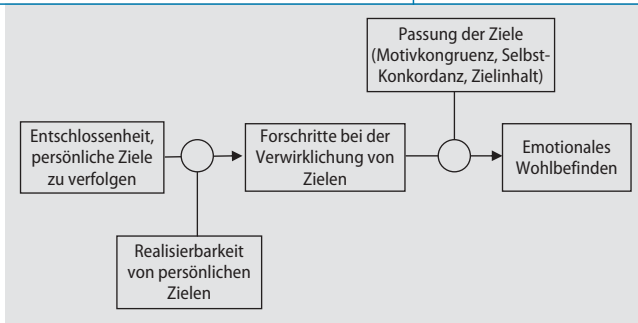 Passung der Ziele
(Motivkongruenz, Selbst-
Konkordanz, Zielinhalt)
Entschlossenheit,
persönliche Ziele
zu verfolgen
Forschritte bei der
Verwirklichung von
Zielen
Emotionales
Wohlbefinden
Realisierbarkeit
von persönlichen
Zielen